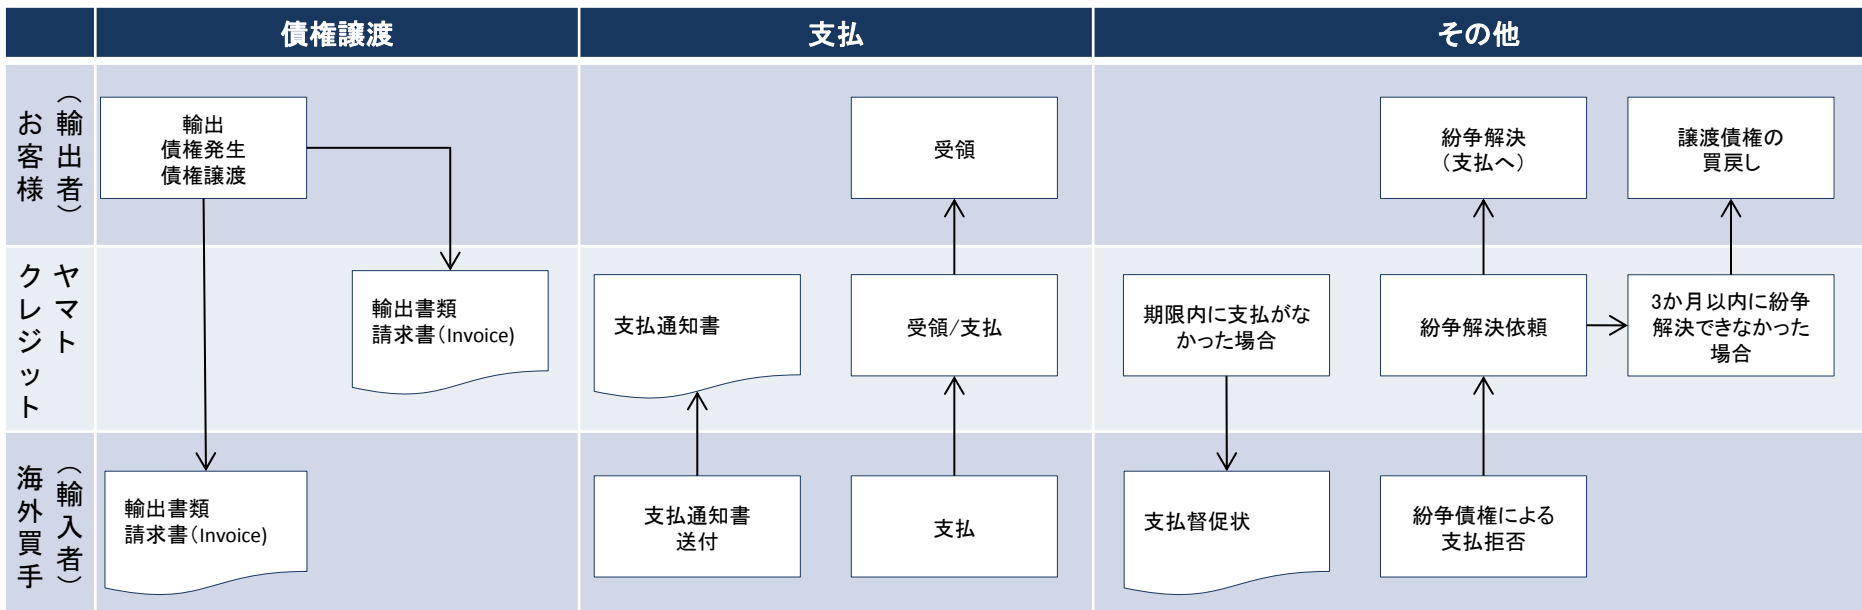 債権譲渡
支払
その他
お客様
（輸出者）
輸出
債権発生
債権譲渡
受領
紛争解決
（支払へ）
譲渡債権の
買戻し
ヤマト
クレジット
輸出書類
請求書（Invoice）
支払通知書
受領/支払
期限内に支払がな
かった場合
紛争解決依頼
3か月以内に紛争
解決できなかった
場合
海外買手
（輸入者）
輸出書類
請求書（Invoice）
支払通知書
送付
支払
支払督促状
紛争債権による
支払拒否